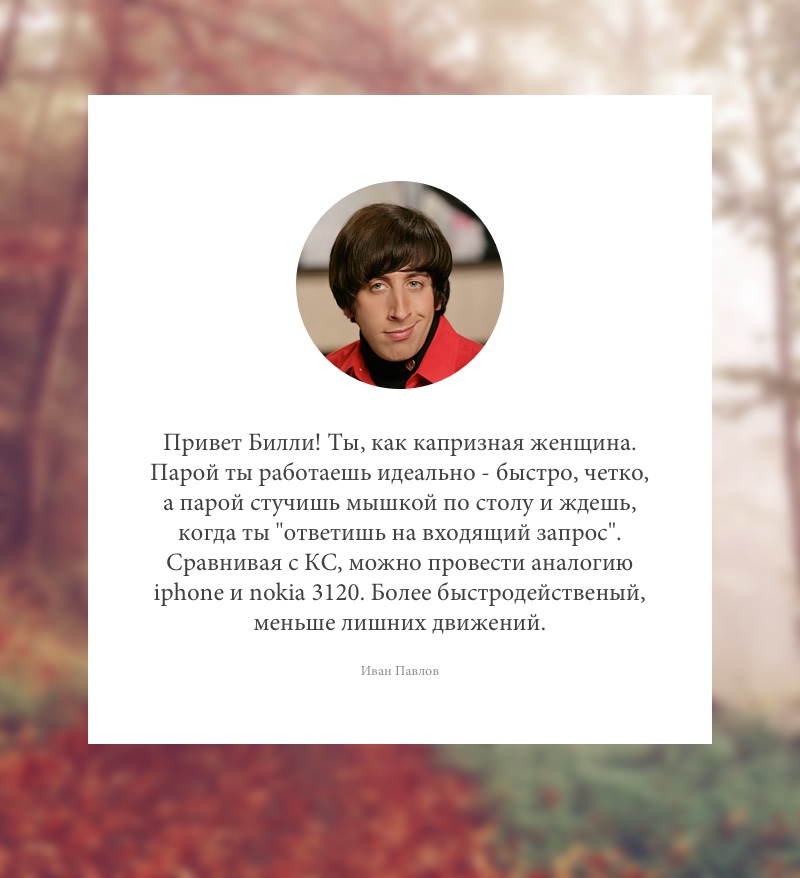 Привет Билли! Ты, как капризная женщина.
Парой ты работаешь идеально - быстро, четко,
а парой стучишь мышкой по столу и ждешь,
когда ты "ответишь на входящий запрос".
Сравнивая с КС, можно провести аналогию
iphone и nokia 3120. Более быстродейственый,
меньше лишних движений.
Иван Павлов